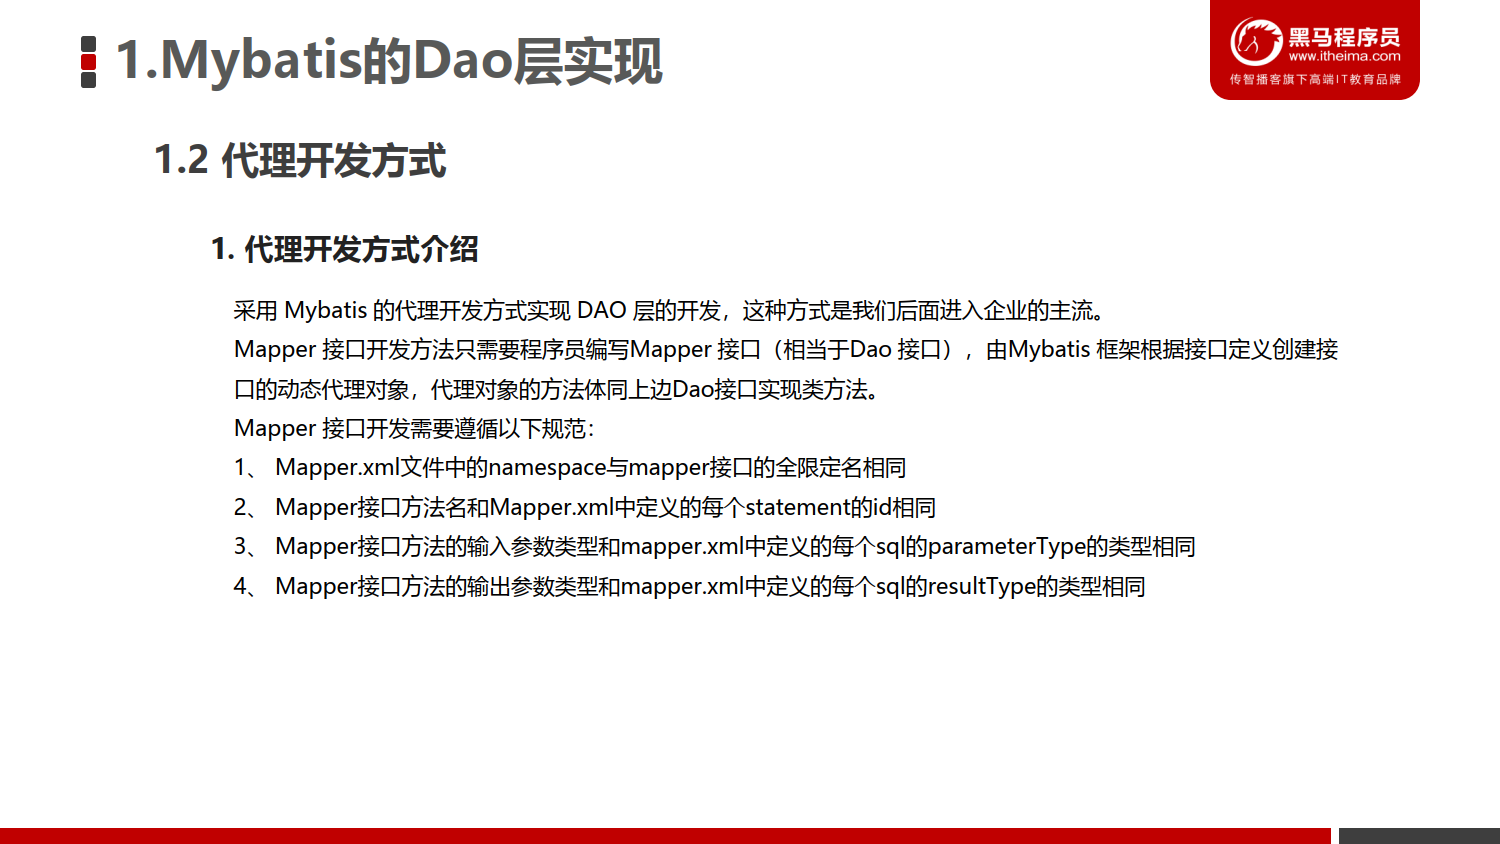 1.Mybatis的Dao层实现
黑马程序员
www.itheima.com
传智播客旗下高端IT教育品牌
1.2 代理开发方式
1. 代理开发方式介绍
采用 Mybatis 的代理开发方式实现 DAO 层的开发，这种方式是我们后面进入企业的主流。
Mapper 接口开发方法只需要程序员编写Mapper 接口（相当于Dao 接口），由Mybatis 框架根据接口定义创建接
口的动态代理对象，代理对象的方法体同上边Dao接口实现类方法。
Mapper 接口开发需要遵循以下规范：
1、 Mapper.xml文件中的namespace与mapper接口的全限定名相同
2、 Mapper接口方法名和Mapper.xml中定义的每个statement的id相同
3、 Mapper接口方法的输入参数类型和mapper.xml中定义的每个sql的parameterType的类型相同
4、 Mapper接口方法的输出参数类型和mapper.xml中定义的每个sql的resultType的类型相同